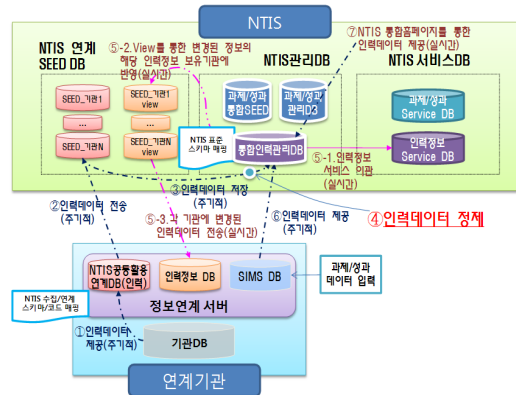 NTIS
⑦NTIS 통합홈페이지를 통한
인력데이터 제공(실시간)
NTIS 연계
SEED DB
⑤-2.View를 통한 변경된 정보의
해당 인력정보 보유기관에
반영(실시간)
NTIS관리DB
NTIS 서비스DB
SEED_기관1
...
SEED_기관N
SEED_기관1
view
...
SEED_기관N
view
과제/성과
통합SEED
과제/성과
관리D3
NTIS 표준
스키마 매핑
통합인력관리DB
과제/성과
Service DB
인력정보
Service DB
⑤-1.인력정보
서비스 이관
(실시간)
③인력데이터 저장
(주기적)
②인력데이터 전송
(주기적)
⑤-3.각 기관에 변경된
인력데이터 전송(실시간)
⑥인력데이터 제공
(주기적)
④인력데이터 정제
NTIS공동활용
연계DB(인력)
인력정보 DB
SIMS DB
정보연계 서버
과제/성과
데이터 입력
NTIS 수집/연계
스키마/코드 매핑
①인력데이터
제공(주기적)
기관DB
연계기관